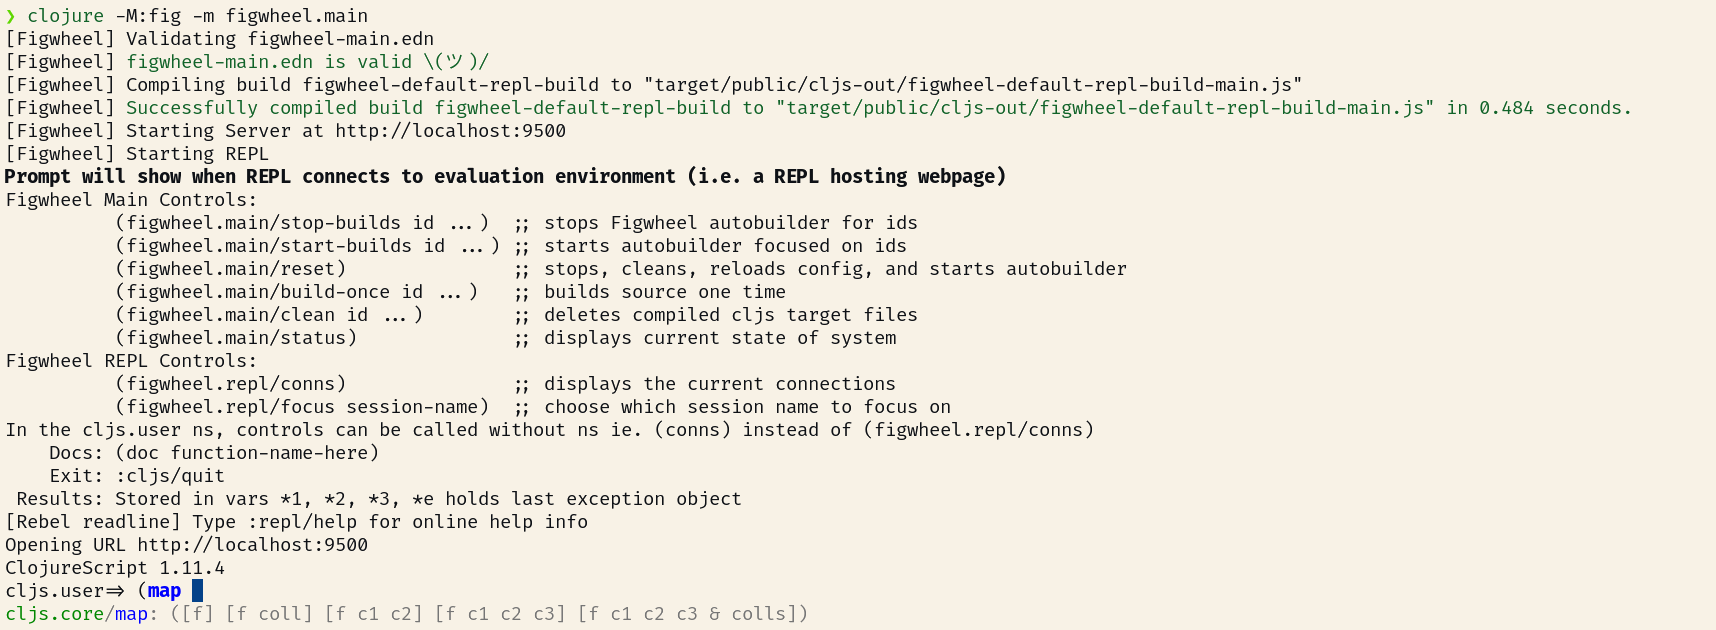 ❯ clojure -M:fig -m figwheel.main
[Figwheel] Validating figwheel-main.edn
[Figwheel] figwheel-main.edn is valid \(ツ)/
[Figwheel] Compiling build figwheel-default-repl-build to "target/public/cljs-out/figwheel-default-repl-build-main.js"
[Figwheel] Successfully compiled build figwheel-default-repl-build to "target/public/cljs-out/figwheel-default-repl-build-main.js" in 0.484 seconds.
[Figwheel] Starting Server at http://localhost:9500
[Figwheel] Starting REPL
Prompt will show when REPL connects to evaluation environment (i.e. a REPL hosting webpage)
Figwheel Main Controls:
          (figwheel.main/stop-builds id ...)  ;; stops Figwheel autobuilder for ids
          (figwheel.main/start-builds id ...) ;; starts autobuilder focused on ids
          (figwheel.main/reset)               ;; stops, cleans, reloads config, and starts autobuilder
          (figwheel.main/build-once id ...)   ;; builds source one time
          (figwheel.main/clean id ...)        ;; deletes compiled cljs target files
          (figwheel.main/status)              ;; displays current state of system
Figwheel REPL Controls:
          (figwheel.repl/conns)               ;; displays the current connections
          (figwheel.repl/focus session-name)  ;; choose which session name to focus on
In the cljs.user ns, controls can be called without ns ie. (conns) instead of (figwheel.repl/conns)
    Docs: (doc function-name-here)
    Exit: :cljs/quit
 Results: Stored in vars *1, *2, *3, *e holds last exception object
[Rebel readline] Type :repl/help for online help info
Opening URL http://localhost:9500
ClojureScript 1.11.4
cljs.user=> (map
cljs.core/map: ([f] [f coll] [f c1 c2] [f c1 c2 c3] [f c1 c2 c3 & colls])